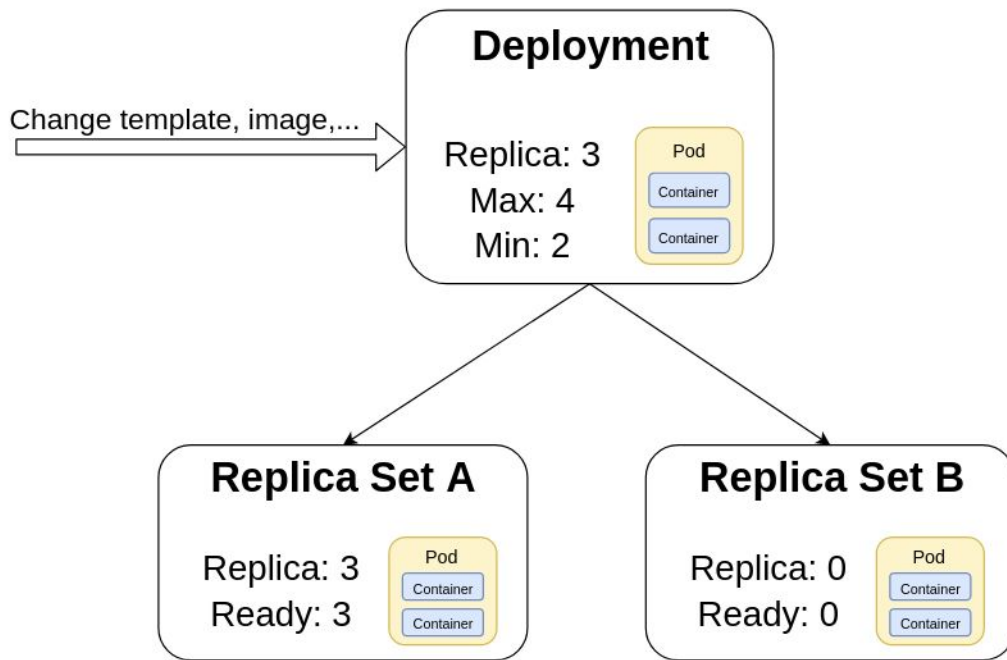 Deployment
Change template, image,...
Replica: 3
Max: 4
Min: 2
Pod
Container
Container
Replica Set A
Replica: 3
Ready: 3
Pod
Container
Container
Replica Set B
Replica: 0
Ready: 0
Pod
Container
Container